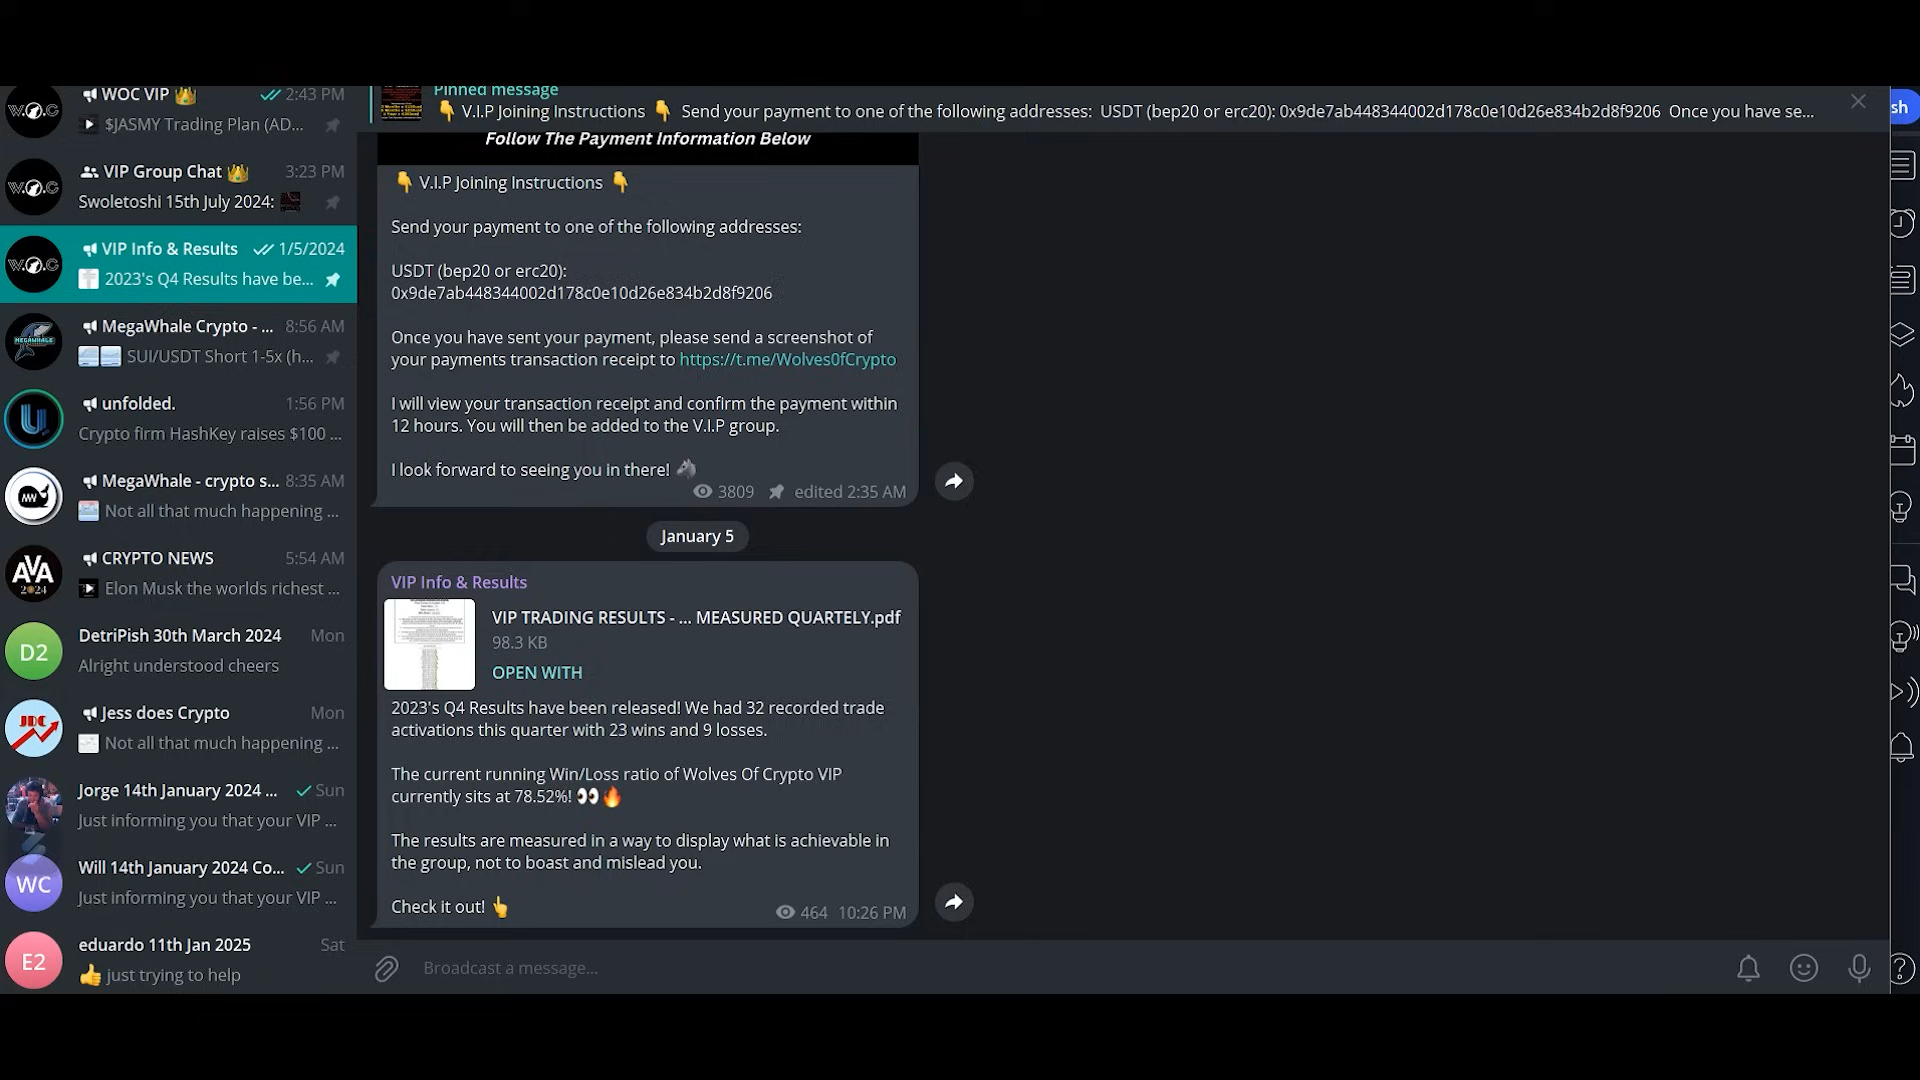 WOC VIP 👑 2:43 PM
$JASMY Trading Plan (AD...
VIP Group Chat 👑 3:23 PM
Swoletoshi 15th July 2024:
VIP Info & Results 1/5/2024
2023's Q4 Results have be...
MegaWhale Crypto - ... 8:56 AM
SUI/USDT Short 1-5x (h...
unfolded. 1:56 PM
Crypto firm HashKey raises $100 ...
MegaWhale - crypto s... 8:35 AM
Not all that much happening ...
CRYPTO NEWS 5:54 AM
Elon Musk the worlds richest ...
DetriPish 30th March 2024 Mon
Alright understood cheers
Jess does Crypto Mon
Not all that much happening ...
Jorge 14th January 2024 ... Sun
Just informing you that your VIP ...
Will 14th January 2024 Co... Sun
Just informing you that your VIP ...
eduardo 11th Jan 2025 Sat
👍 just trying to help
W.O.C
W.O.C
W.O.C
MEGAWHALE
MW
AVA
2024
D2
JDC
WC
E2
Pinned message
👇 V.I.P Joining Instructions 👇 Send your payment to one of the following addresses: USDT (bep20 or erc20): 0x9de7ab448344002d178c0e10d26e834b2d8f9206 Once you have se...
Follow The Payment Information Below
👇 V.I.P Joining Instructions 👇
Send your payment to one of the following addresses:
USDT (bep20 or erc20):
0x9de7ab448344002d178c0e10d26e834b2d8f9206
Once you have sent your payment, please send a screenshot of
your payments transaction receipt to https://t.me/Wolves0fCrypto
I will view your transaction receipt and confirm the payment within
12 hours. You will then be added to the V.I.P group.
I look forward to seeing you in there! 🐺
3809 edited 2:35 AM
January 5
VIP Info & Results
VIP TRADING RESULTS - ... MEASURED QUARTELY.pdf
98.3 KB
OPEN WITH
2023's Q4 Results have been released! We had 32 recorded trade
activations this quarter with 23 wins and 9 losses.
The current running Win/Loss ratio of Wolves Of Crypto VIP
currently sits at 78.52%! 👀🔥
The results are measured in a way to display what is achievable in
the group, not to boast and mislead you.
Check it out! 👆
464 10:26 PM
Broadcast a message...
sh